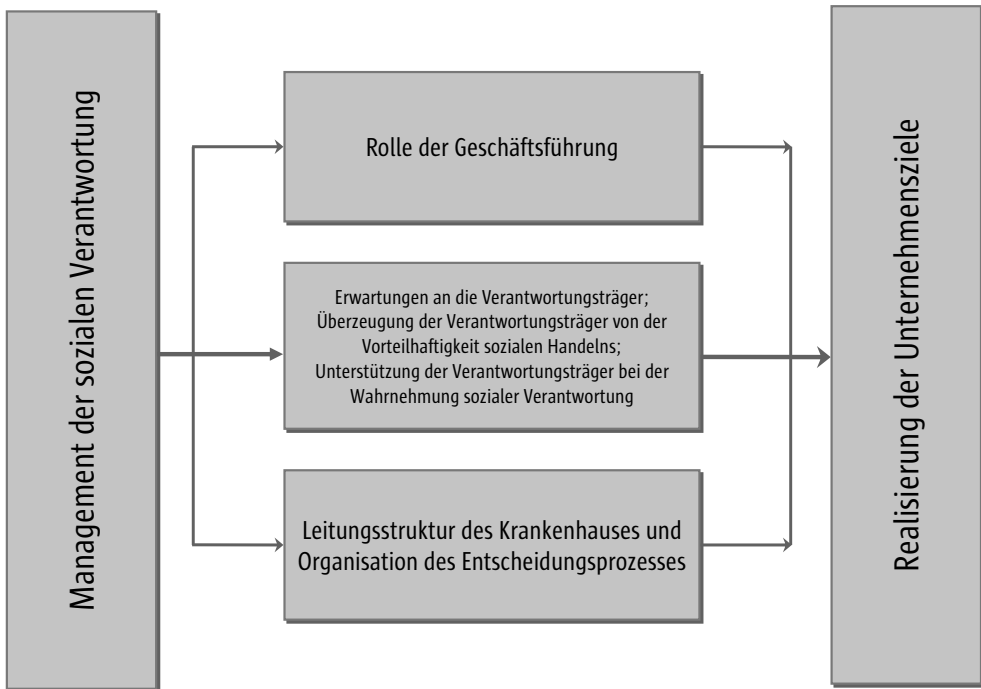 Management der sozialen Verantwortung
Rolle der Geschäftsführung
Erwartungen an die Verantwortungsträger;
Überzeugung der Verantwortungsträger von der
Vorteilhaftigkeit sozialen Handelns;
Unterstützung der Verantwortungsträger bei der
Wahrnehmung sozialer Verantwortung
Leitungsstruktur des Krankenhauses und
Organisation des Entscheidungsprozesses
Realisierung der Unternehmensziele